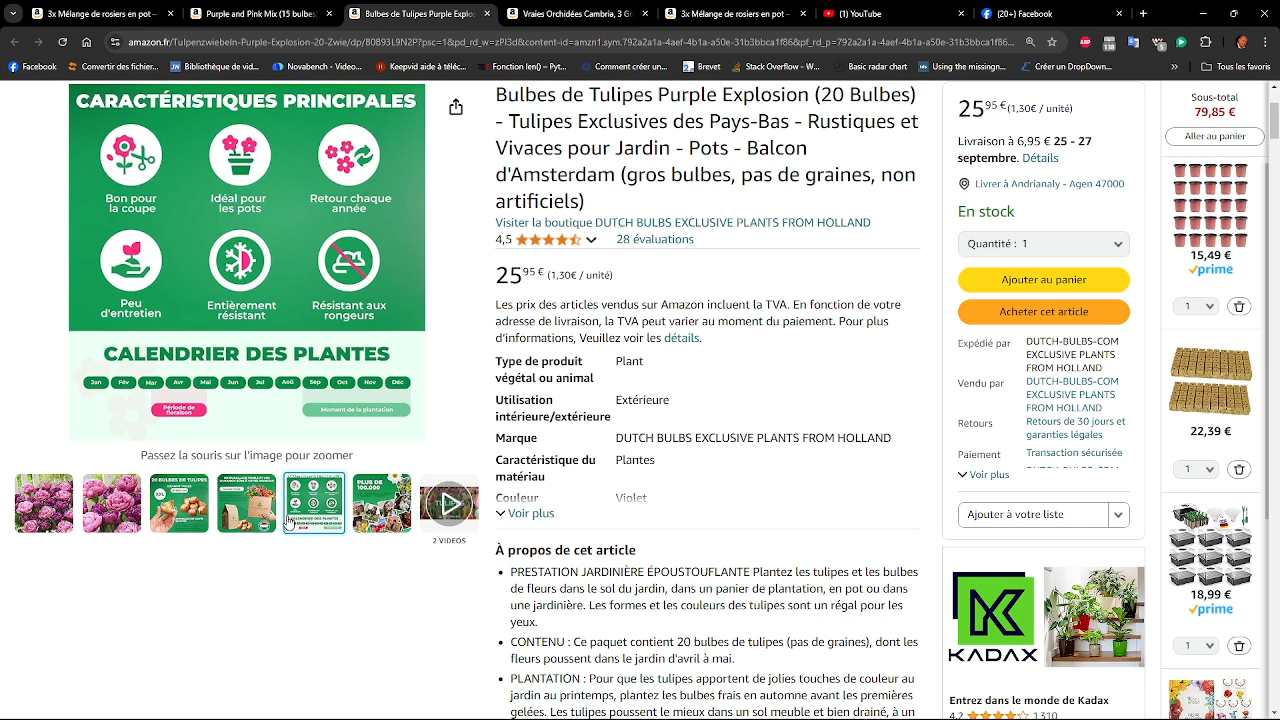 3x Mélange de rosiers en pot –
Purple and Pink Mix (15 bulbes)
Bulbes de Tulipes Purple Explos
Vraies Orchidées Cambria, 3 Gr
3x Mélange de rosiers en pot –
(1) YouTube
(20+) Facebook
amazon.fr/Tulpenzwiebeln-Purple-Explosion-20-Zwie/dp/B0B93L9N2P?psc=1&pd_rd_w=zPl3d&content-id=amzn1.sym.792a2a1a-4aef-4b1a-a50e-31b3bbca1f86&pf_rd_p=792a2a1a-4aef-4b1a-a50e-31b3bbca1f86...
Facebook
Convertir des fichier...
Bibliothèque de vid...
Novabench - Video...
Keepvid aide à téléc...
Fonction len() – Pyt...
Comment créer un...
Brevet
Stack Overflow - W...
Basic radar chart
Using the missingn...
Créer un DropDown...
Tous les favoris
CARACTÉRISTIQUES PRINCIPALES
Bon pour
la coupe
Idéal pour
les pots
Retour chaque
année
Peu
d'entretien
Entièrement
résistant
Résistant aux
rongeurs
CALENDRIER DES PLANTES
Jan Fév Mar Avr Mai Jun Jul Aoû Sep Oct Nov Déc
Période de
floraison
Moment de la plantation
Passez la souris sur l'image pour zoomer
20 BULBES DE TULIPES
XXL
PLUS DE
100.000
TULIPS
2 VIDEOS
Bulbes de Tulipes Purple Explosion (20 Bulbes)
- Tulipes Exclusives des Pays-Bas - Rustiques et
Vivaces pour Jardin - Pots - Balcon
d'Amsterdam (gros bulbes, pas de graines, non
artificiels)
Visiter la boutique DUTCH BULBS EXCLUSIVE PLANTS FROM HOLLAND
4,5 28 évaluations
25,95 € (1,30€ / unité)
Les prix des articles vendus sur Amazon incluent la TVA. En fonction de votre
adresse de livraison, la TVA peut varier au moment du paiement. Pour plus
d'informations, Veuillez voir les détails.
Type de produit Plant
végétal ou animal
Utilisation Extérieure
intérieure/extérieure
Marque DUTCH BULBS EXCLUSIVE PLANTS FROM HOLLAND
Caractéristique du Plantes
matériau
Couleur Violet
Voir plus
À propos de cet article
PRESTATION JARDINIÈRE ÉPOUSTOUFLANTE Plantez les tulipes et les bulbes
de fleurs dans le sol du jardin, dans un panier de plantation, en pot ou dans
une jardinière. Les formes et les couleurs des tulipes sont un régal pour les
yeux.
CONTENU : Ce paquet contient 20 bulbes de tulipes (pas de graines), dont les
fleurs poussent dans le jardin d'avril à mai.
PLANTATION : Pour que les tulipes apportent de jolies touches de couleur au
jardin au printemps, plantez les bulbes frais en automne avant les premières
gelées. Les tulipes poussent le mieux dans un sol meuble et bien drainé, à un
25,95 € (1,30€ / unité)
Livraison à 6,95 € 25 - 27
septembre. Détails
Livrer à Andrianaly - Agen 47000
En stock
Quantité : 1
Ajouter au panier
Acheter cet article
Expédié par DUTCH-BULBS-COM
EXCLUSIVE PLANTS
FROM HOLLAND
Vendu par DUTCH-BULBS-COM
EXCLUSIVE PLANTS
FROM HOLLAND
Retours Retours de 30 jours et
garanties légales
Paiement Transaction sécurisée
Voir plus
Ajouter à votre liste
KADAX
Entrez dans le monde de Kadax
4,2 1 310
Sous-total
79,85 €
Aller au panier
15,49 €
prime
1
22,39 €
1
18,99 €
prime
1